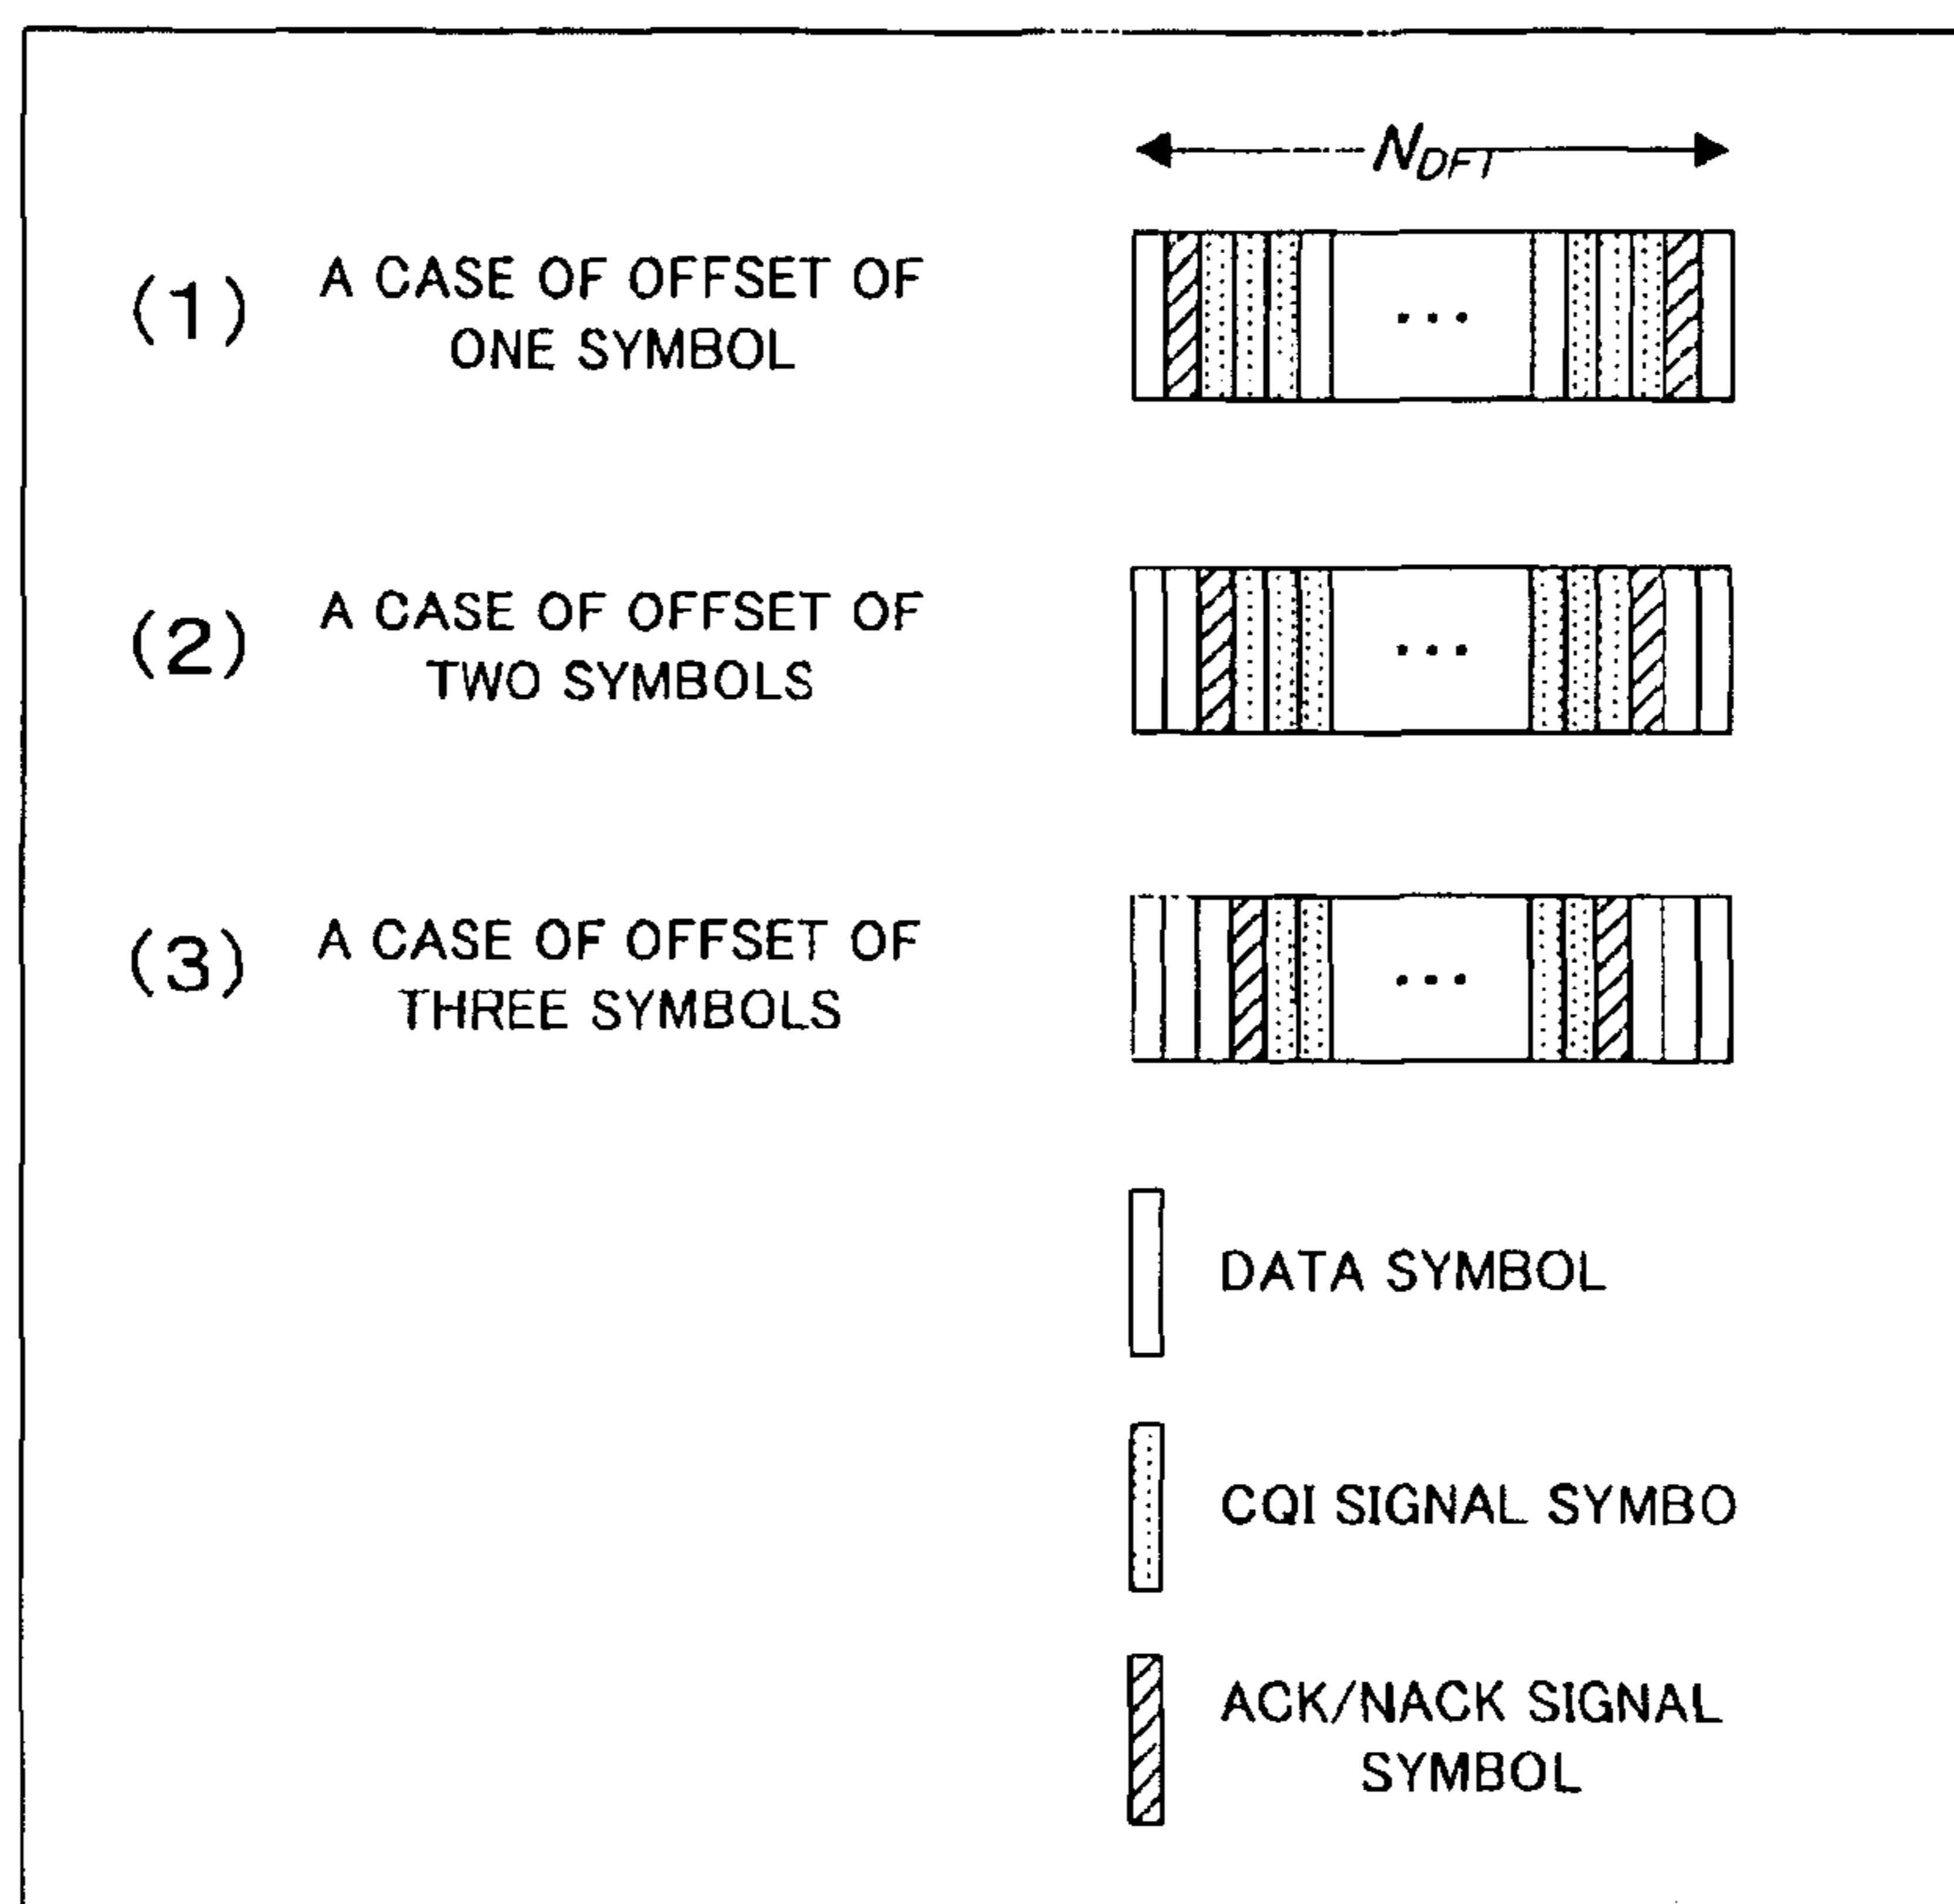 N_DFT
(1) A CASE OF OFFSET OF
ONE SYMBOL
...
(2) A CASE OF OFFSET OF
TWO SYMBOLS
...
(3) A CASE OF OFFSET OF
THREE SYMBOLS
...
DATA SYMBOL
CQI SIGNAL SYMBO
ACK/NACK SIGNAL
SYMBOL